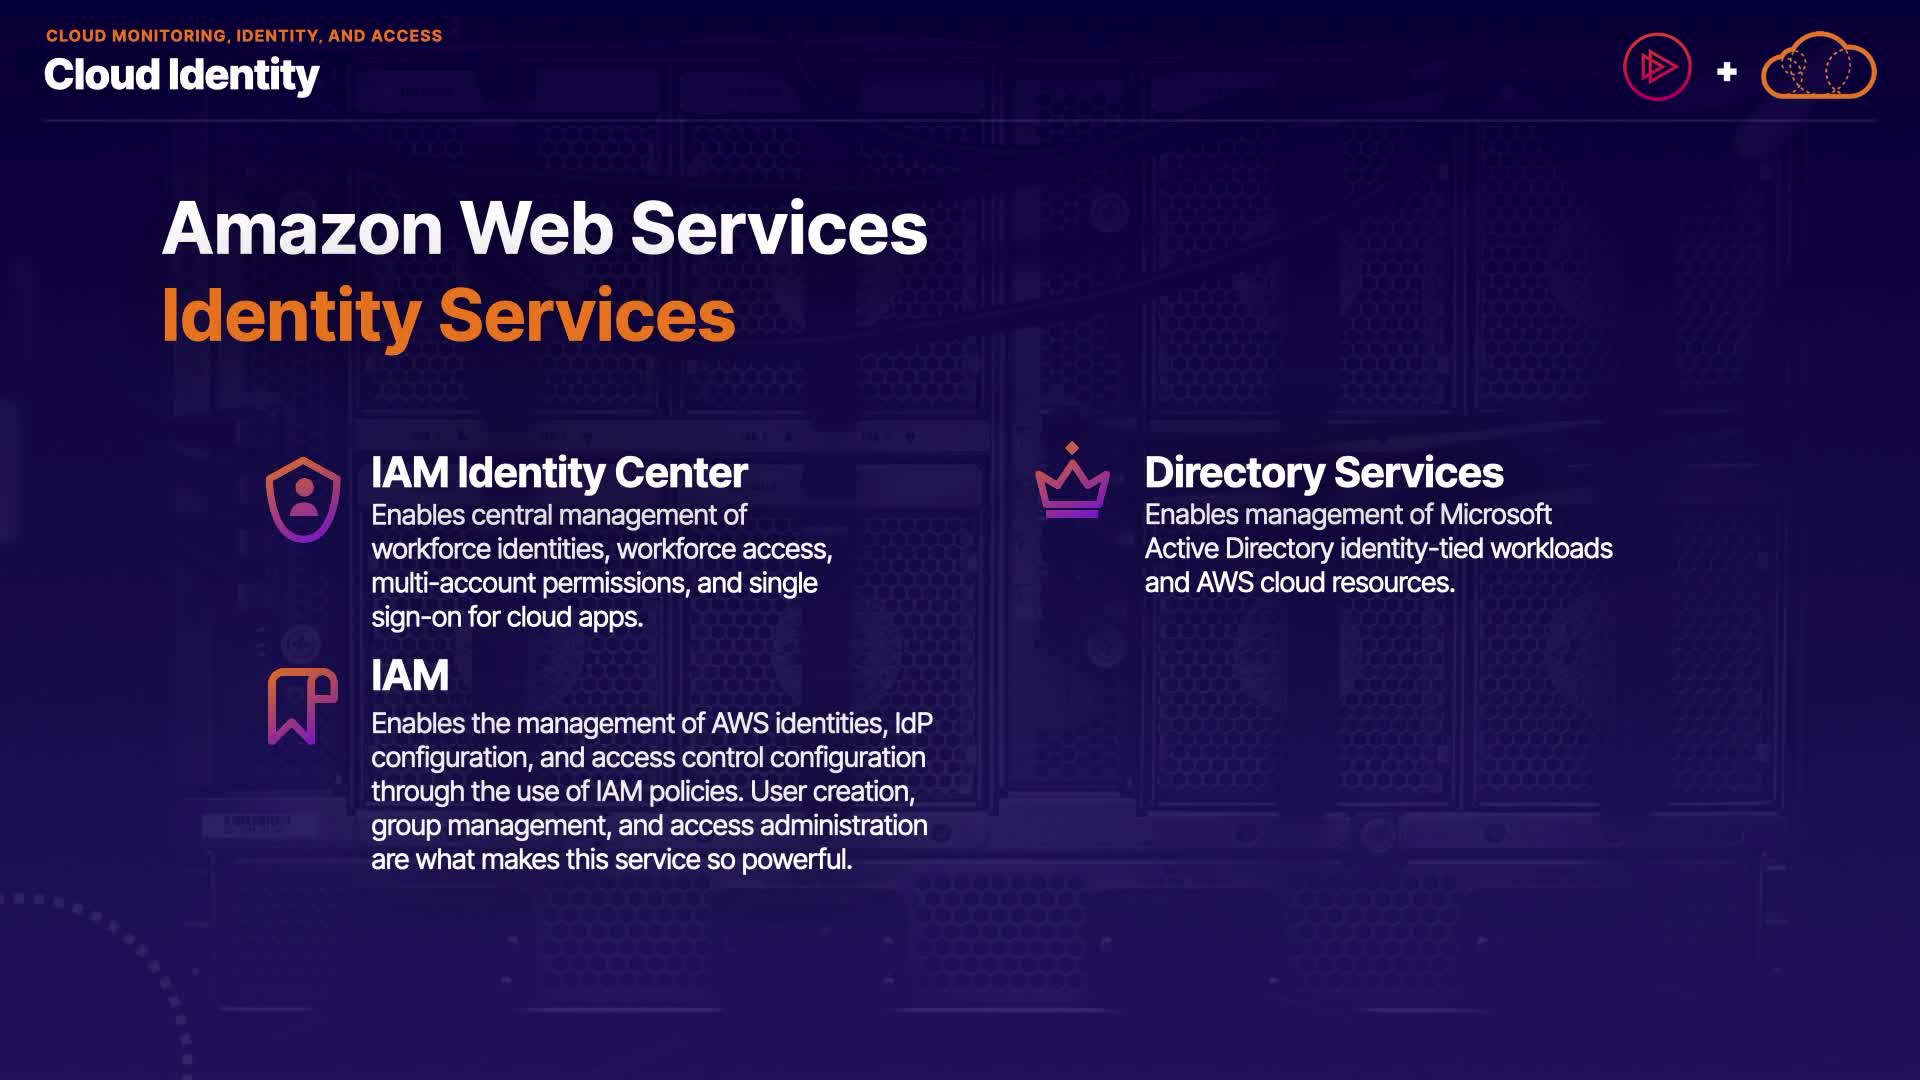 CLOUD MONITORING, IDENTITY, AND ACCESS
Cloud Identity
Amazon Web Services
Identity Services
IAM Identity Center
Enables central management of
workforce identities, workforce access,
multi-account permissions, and single
sign-on for cloud apps.
IAM
Enables the management of AWS identities, IdP
configuration, and access control configuration
through the use of IAM policies. User creation,
group management, and access administration
are what makes this service so powerful.
Directory Services
Enables management of Microsoft
Active Directory identity-tied workloads
and AWS cloud resources.